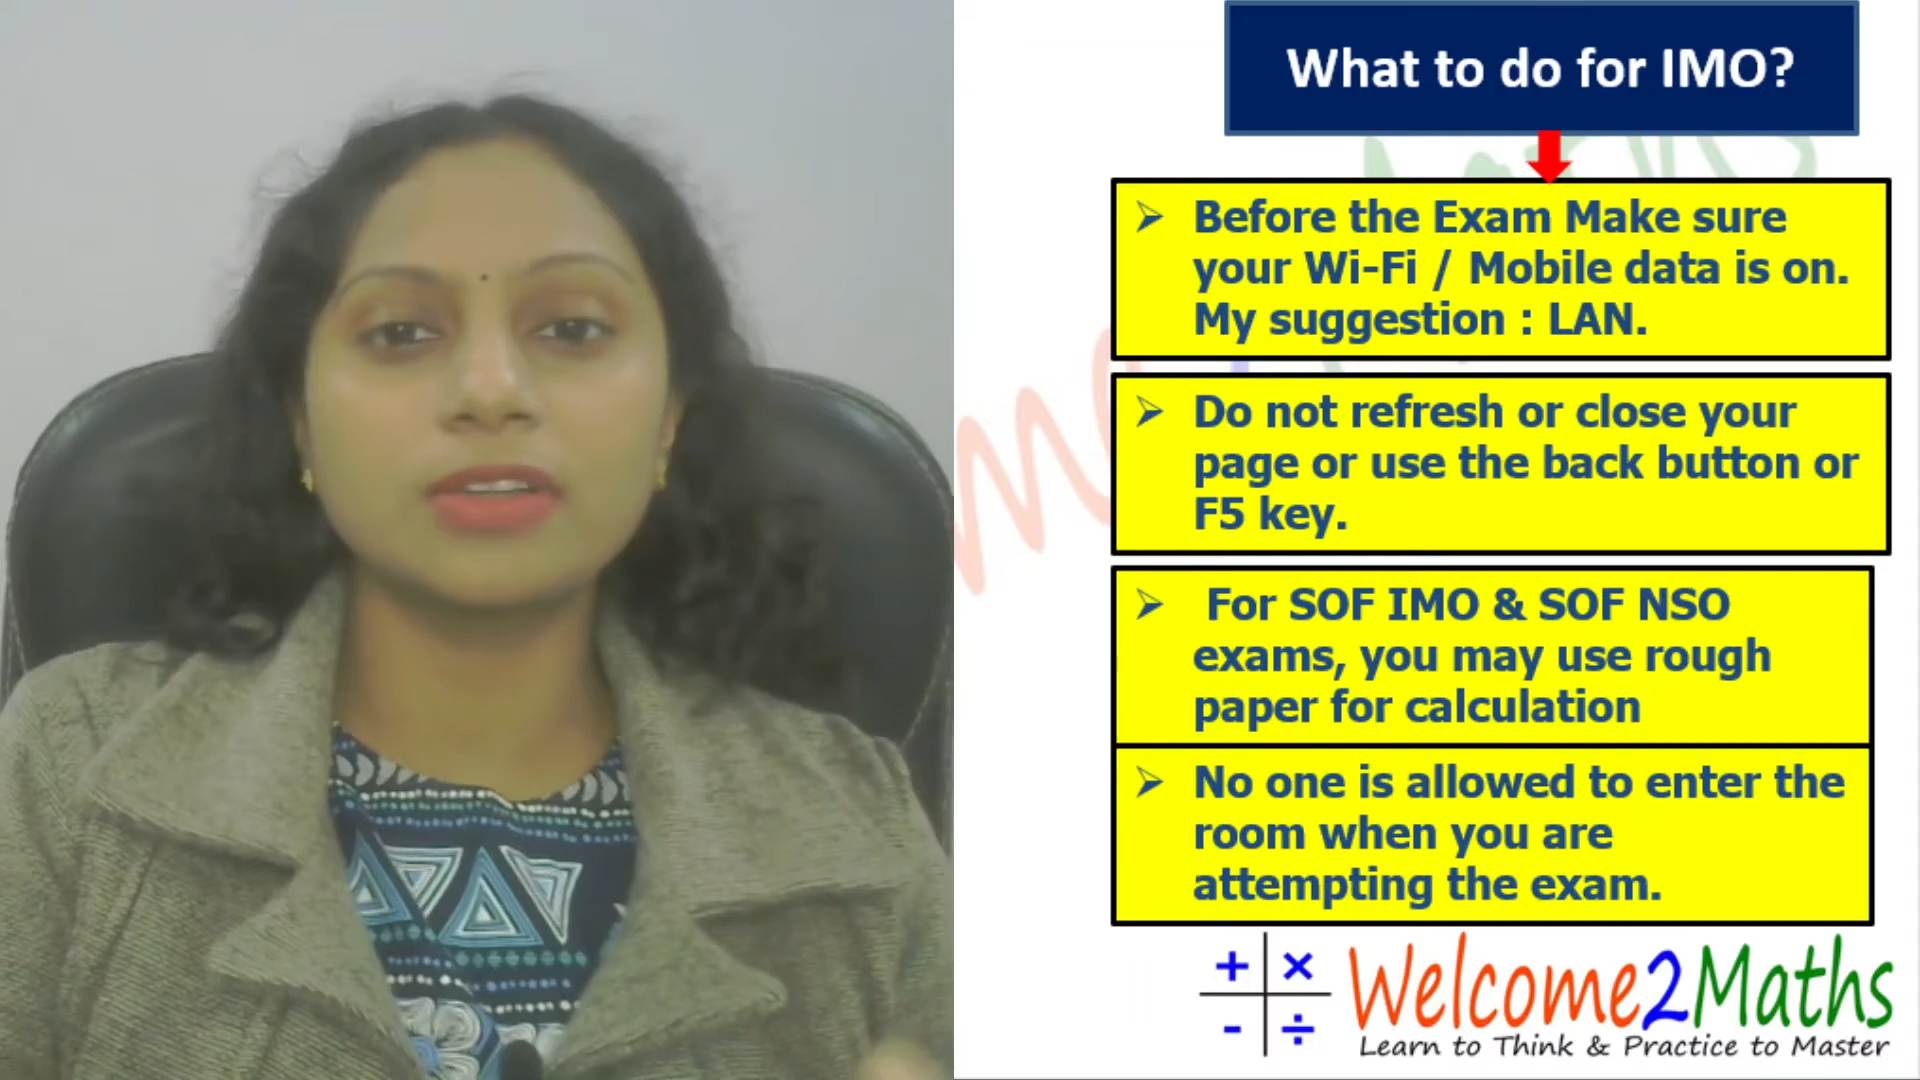 What to do for IMO?
➢ Before the Exam Make sure
your Wi-Fi / Mobile data is on.
My suggestion : LAN.
➢ Do not refresh or close your
page or use the back button or
F5 key.
➢ For SOF IMO & SOF NSO
exams, you may use rough
paper for calculation
➢ No one is allowed to enter the
room when you are
attempting the exam.
+ ×
- ÷
Welcome2Maths
Learn to Think & Practice to Master